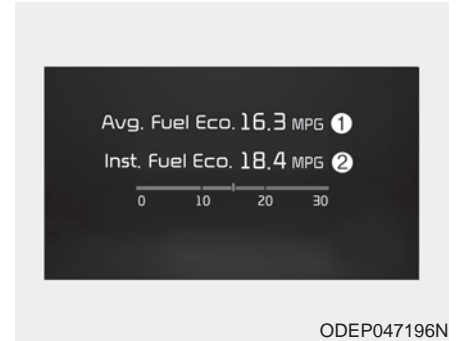 Avg. Fuel Eco. 16.3 MPG ①
Inst. Fuel Eco. 18.4 MPG ②
0 10 20 30
ODEP047196N